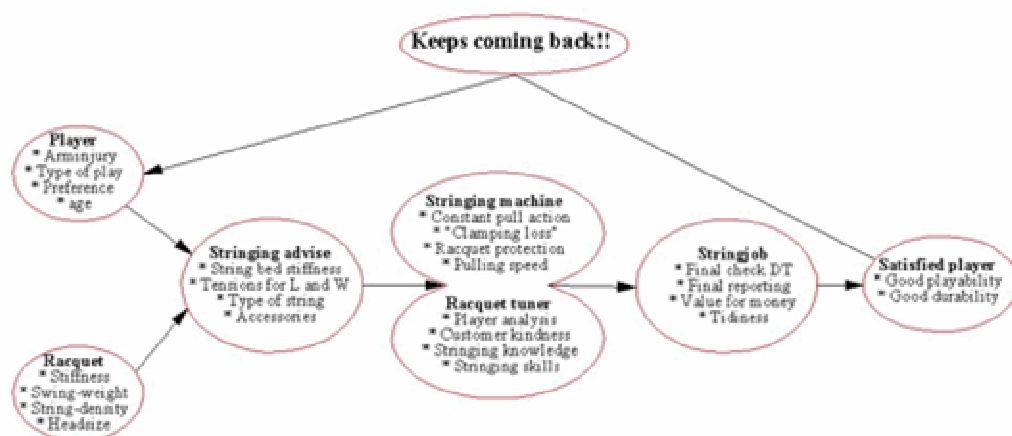 Keeps coming back!!
Player
* Arminjury
* Type of play
* Preference
* age
Stringing advise
* String bed stiffness
* Tensions for L and W
* Type of string
* Accessories
Racquet
* Stiffness
* Swing-weight
* String-density
* Headsize
Stringing machine
* Constant pull action
* "Clamping loss"
* Racquet protection
* Pulling speed
Racquet tuner
* Player analysis
* Customer kindness
* Stringing knowledge
* Stringing skills
Stringjob
* Final check DT
* Final reporting
* Value for money
* Tidiness
Satisfied player
* Good playability
* Good durability